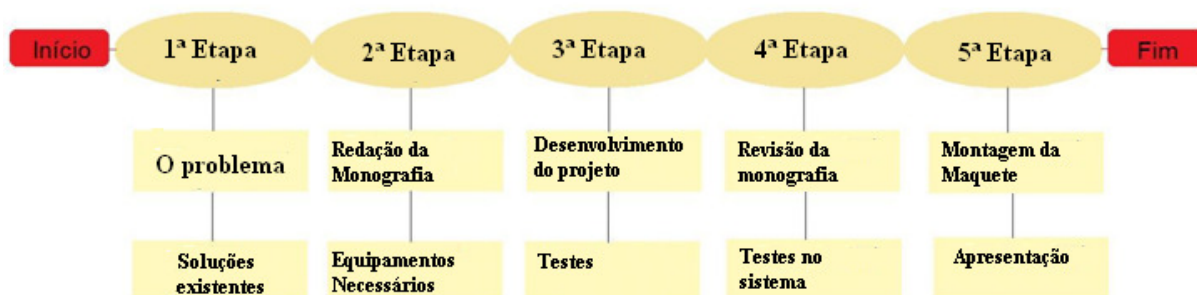 Início
1ª Etapa
2ª Etapa
3ª Etapa
4ª Etapa
5ª Etapa
Fim
O problema
Redação da
Monografia
Desenvolvimento
do projeto
Revisão da
monografia
Montagem da
Maquete
Soluções
existentes
Equipamentos
Necessários
Testes
Testes no
sistema
Apresentação